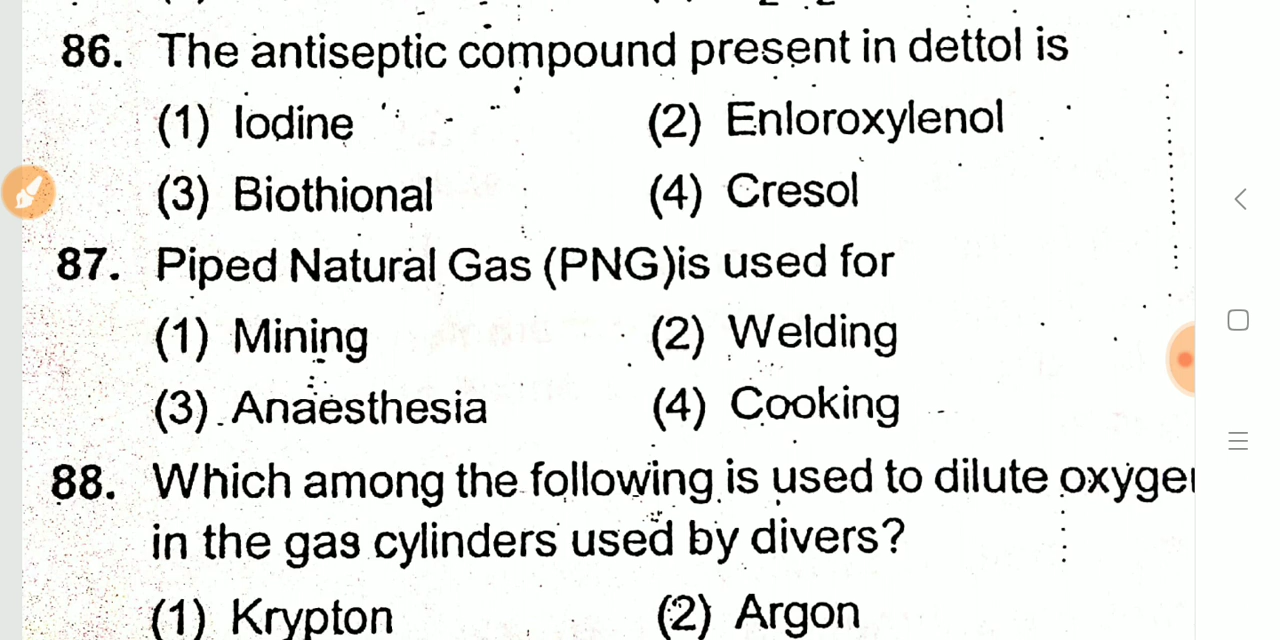 86. The antiseptic compound present in dettol is
(1) Iodine (2) Enloroxylenol
(3) Biothional (4) Cresol
87. Piped Natural Gas (PNG)is used for
(1) Mining (2) Welding
(3) Anaesthesia (4) Cooking
88. Which among the following is used to dilute oxyge
in the gas cylinders used by divers?
(1) Krypton (2) Argon